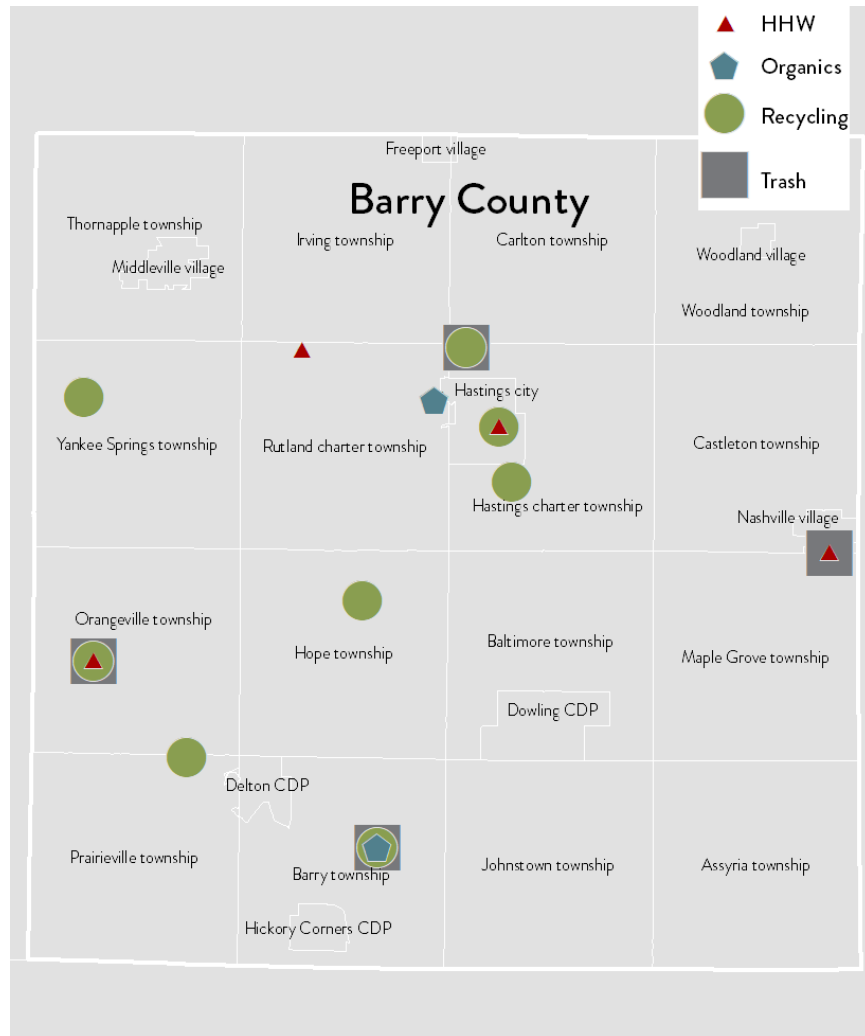 HHW
Organics
Recycling
Trash
Freeport village
Barry County
Thornapple township
Irving township
Carlton township
Middleville village
Woodland village
Woodland township
Hastings city
Yankee Springs township
Rutland charter township
Castleton township
Hastings charter township
Nashville village
Orangeville township
Hope township
Baltimore township
Maple Grove township
Dowling CDP
Delton CDP
Prairieville township
Barry township
Johnstown township
Assyria township
Hickory Corners CDP